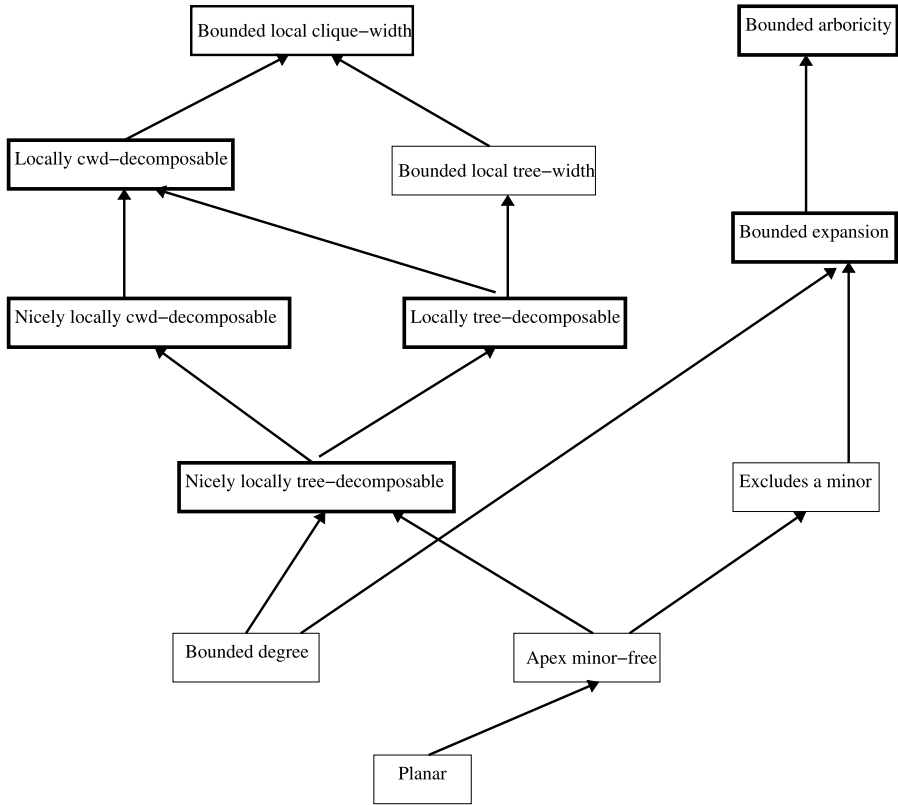 Bounded local clique−width
Bounded arboricity
Locally cwd−decomposable
Bounded local tree−width
Bounded expansion
Nicely locally cwd−decomposable
Locally tree−decomposable
Nicely locally tree−decomposable
Excludes a minor
Bounded degree
Apex minor−free
Planar